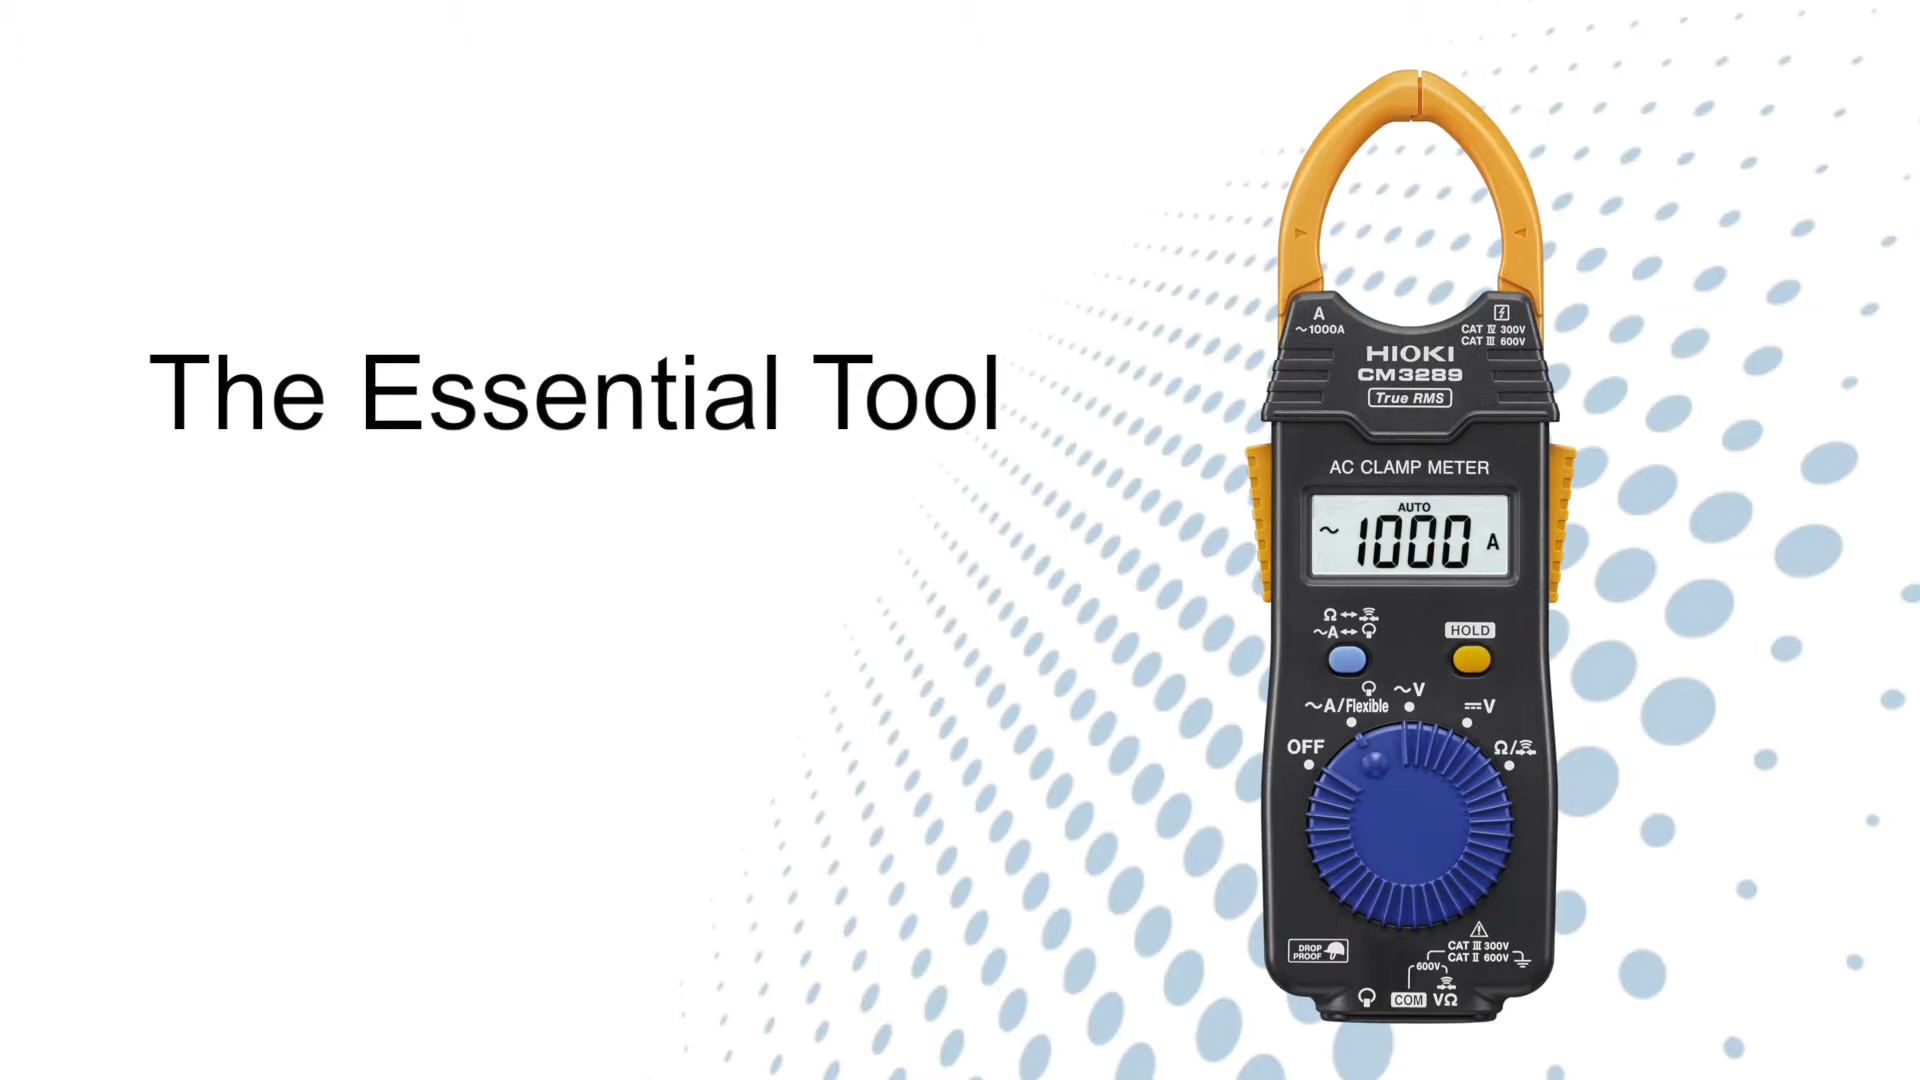 The Essential Tool
A
~1000A
CAT Ⅳ 300V
CAT Ⅲ 600V
HIOKI
CM3289
True RMS
AC CLAMP METER
AUTO
~ 1000 A
Ω↔
~A↔
HOLD
~A/Flexible
~V
⎓V
OFF
Ω/
DROP
PROOF
CAT Ⅲ 300V
CAT Ⅱ 600V
600V
COM
VΩ